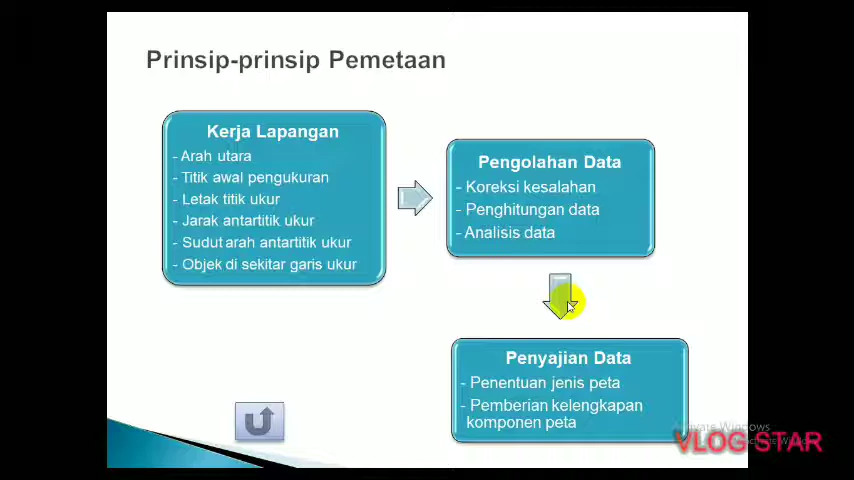 Prinsip-prinsip Pemetaan
Kerja Lapangan
- Arah utara
- Titik awal pengukuran
- Letak titik ukur
- Jarak antartitik ukur
- Sudut arah antartitik ukur
- Objek di sekitar garis ukur
Pengolahan Data
- Koreksi kesalahan
- Penghitungan data
- Analisis data
Penyajian Data
- Penentuan jenis peta
- Pemberian kelengkapan
komponen peta
Activate Windows
VLOG STAR